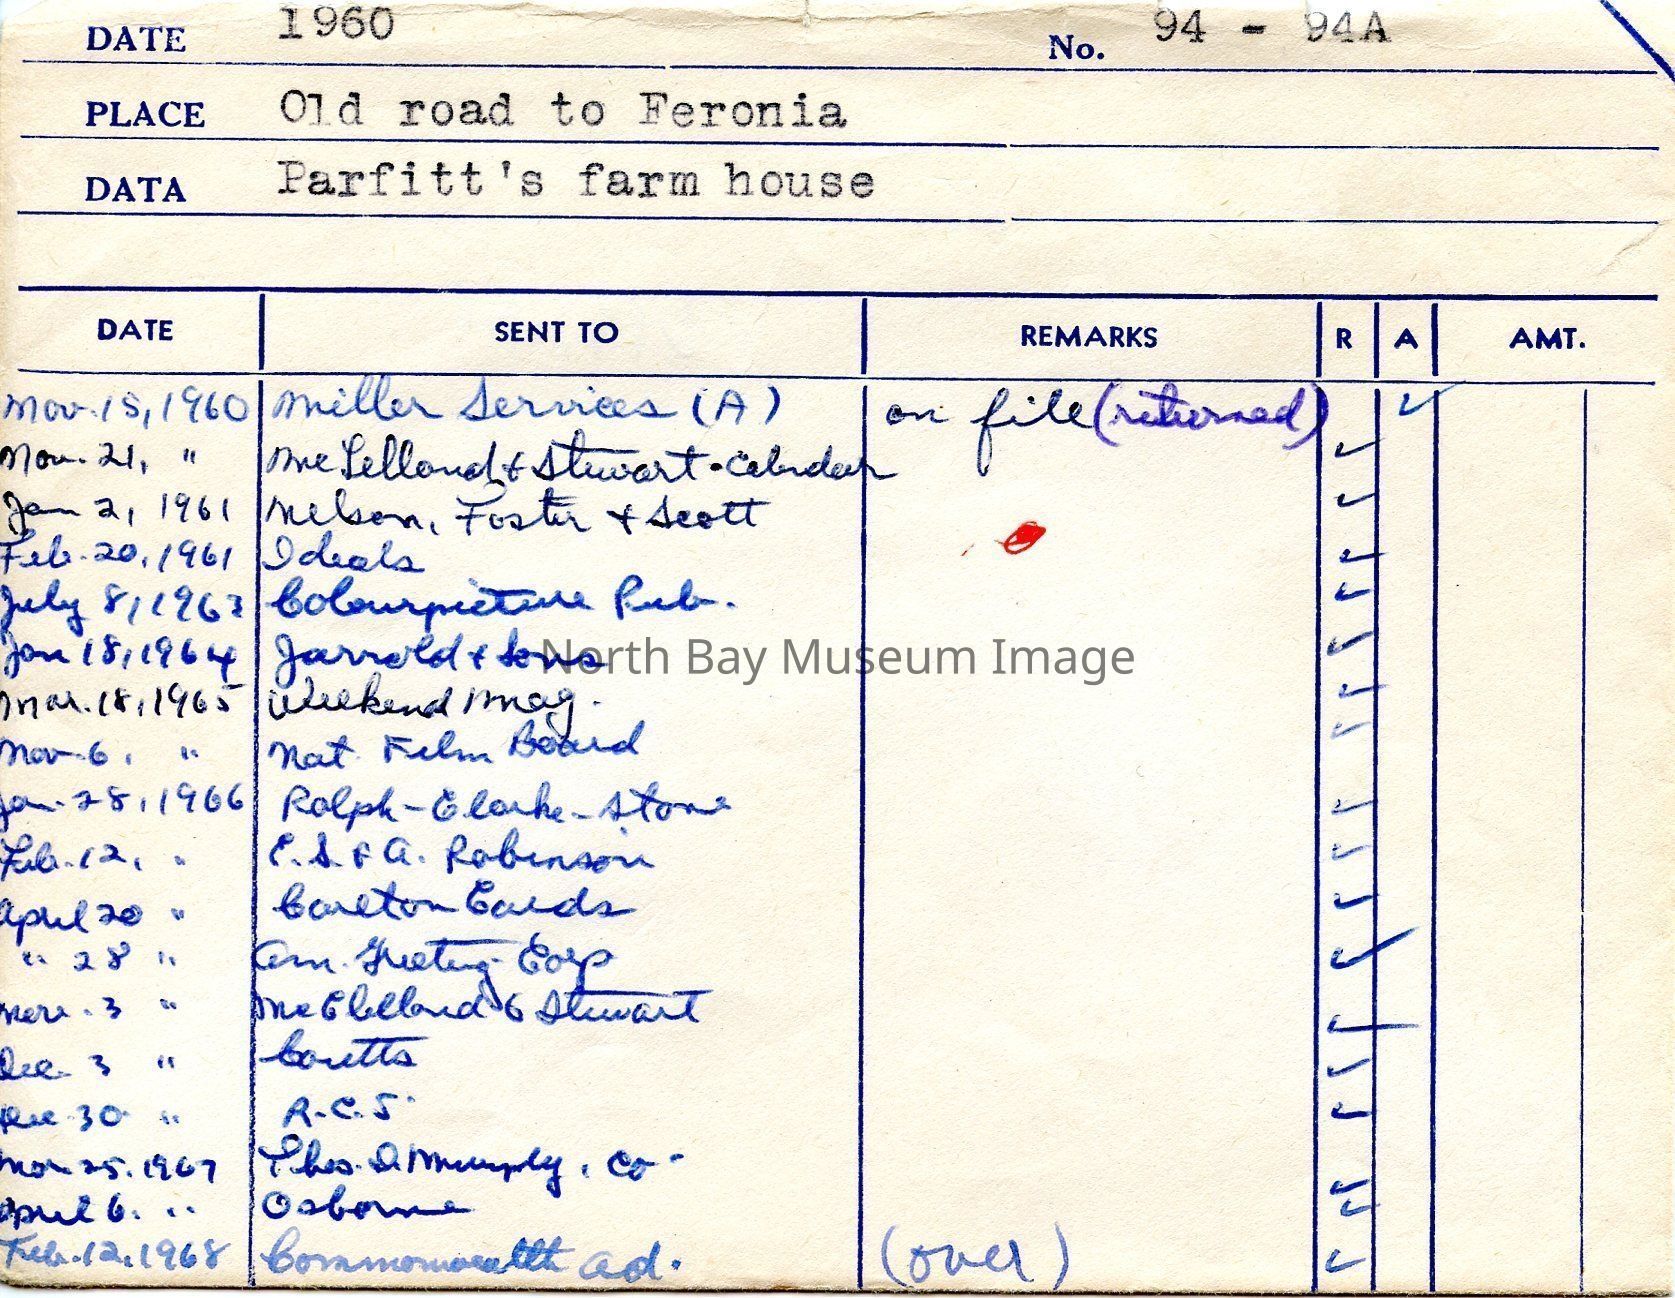 DATE 1960 No. 94 - 94A
PLACE Old road to Feronia
DATA Parfitt's farm house
DATE SENT TO REMARKS R A AMT.
Nov. 15, 1960 Miller Services (A) on file (returned) ✓
Nov. 21, " McLelland & Stewart - Calendar ✓
Jan 2, 1961 Nelson, Foster & Scott ✓
Feb. 20, 1961 Ideals ✓
July 8, 1963 Colourpicture Pub. ✓
Jan 18, 1964 Jarrold & Sons ✓
North Bay Museum Image
Mar. 18, 1965 Weekend Mag. ✓
Nov. 6, " Nat. Film Board ✓
Jan. 28, 1966 Ralph-Clarke-Stone ✓
Feb. 12, " E. S. & A. Robinson ✓
April 20 " Carlton Cards ✓
" 28 " Am. Greeting Corp ✓
3 " McClelland & Stewart ✓
Dec. 3 " Coutts ✓
Dec. 30 " ✓
25. 1967 Thos. D. Murphy, Co. ✓
April 6. " Osborne ✓
Feb. 12, 1968 Commonwealth ad. (over) ✓